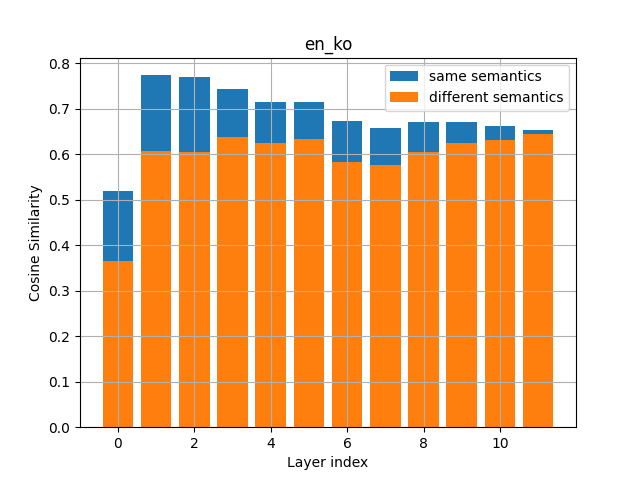 en_ko
same semantics
different semantics
0.8
0.7
0.6
0.5
0.4
0.3
0.2
0.1
0.0
Cosine Similarity
0 2 4 6 8 10
Layer index